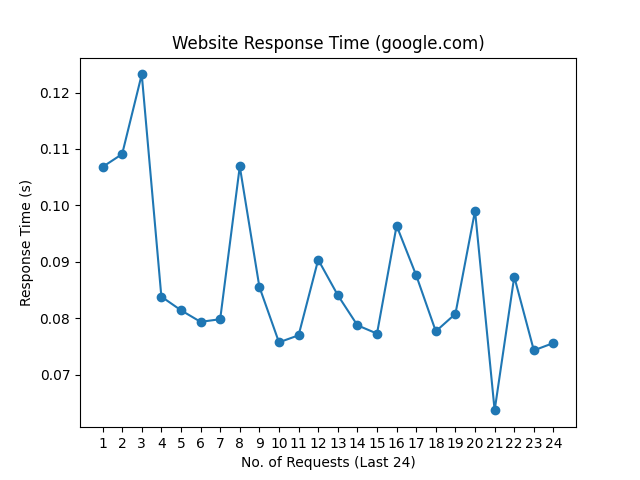 Website Response Time (google.com)
0.12
0.11
0.10
0.09
0.08
0.07
Response Time (s)
1 2 3 4 5 6 7 8 9 10 11 12 13 14 15 16 17 18 19 20 21 22 23 24
No. of Requests (Last 24)